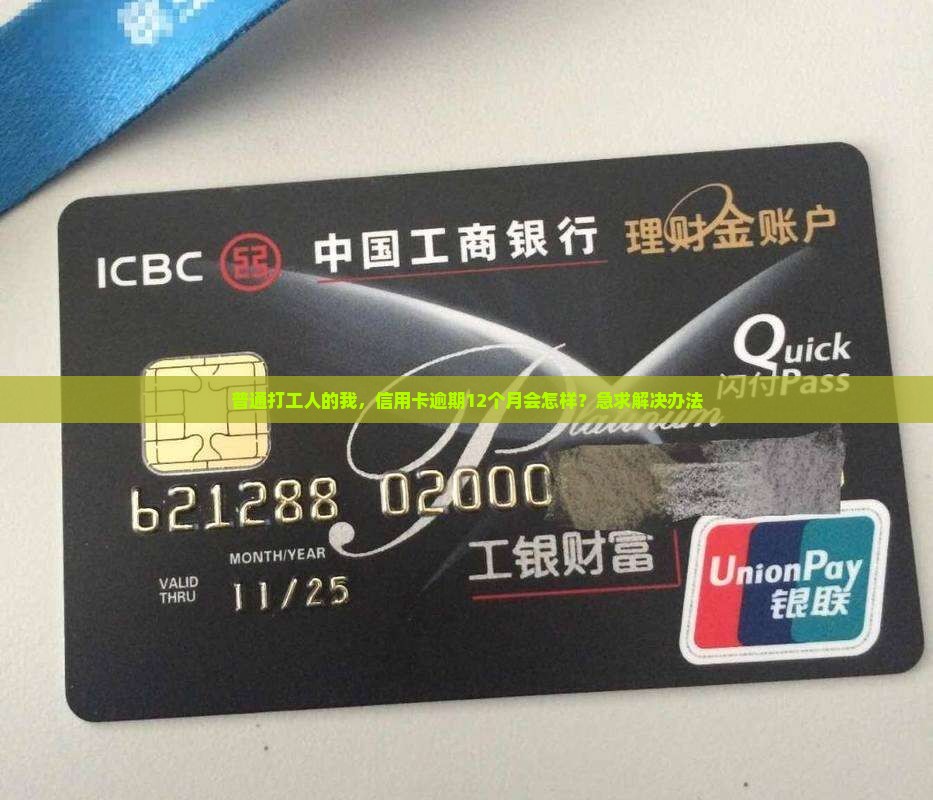 ICBC 中国工商银行 理财金账户
Quick
闪付Pass
普通打工人的我，信用卡逾期12个月会怎样？急求解决办法
Platinum
621288 02000
MONTH/YEAR
VALID
THRU
11/25
工银财富
UnionPay
银联